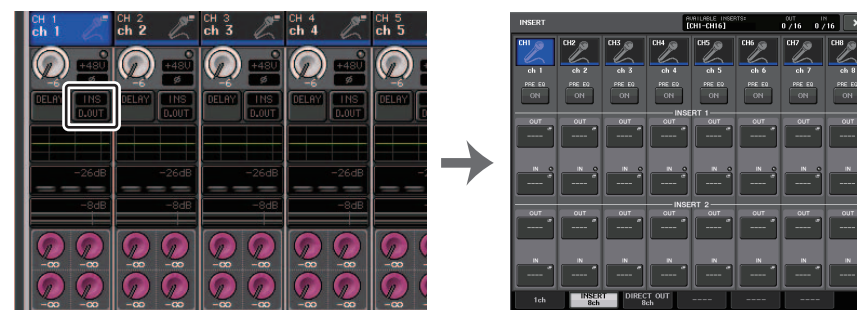 CH 1 CH 2 CH 3 CH 4 CH 5
ch 1 ch 2 ch 3 ch 4 ch 5
+48V +48V +48V +48V
-6 -6 -6 -6 -6
Ø Ø Ø Ø
DELAY INS DELAY INS DELAY INS DELAY INS DELAY INS
D.OUT D.OUT D.OUT D.OUT D.OUT
-26dB -26dB -26dB -26dB
-8dB -8dB -8dB -8dB
-∞ -∞ -∞ -∞ -∞ -∞ -∞ -∞ -∞
-∞ -∞ -∞ -∞ -∞ -∞ -∞ -∞ -∞
INSERT
AVAILABLE INSERTS: OUT IN
[CH1-CH16] 0 / 16 0 / 16
CH1 CH2 CH3 CH4 CH5 CH6 CH7 CH8
ch 1 ch 2 ch 3 ch 4 ch 5 ch 6 ch 7 ch 8
PRE EQ PRE EQ PRE EQ PRE EQ PRE EQ PRE EQ PRE EQ PRE EQ
ON ON ON ON ON ON ON ON
INSERT 1
OUT OUT OUT OUT OUT OUT OUT OUT
---- ---- ---- ---- ---- ---- ---- ----
IN IN IN IN IN IN IN IN
---- ---- ---- ---- ---- ---- ---- ----
INSERT 2
OUT OUT OUT OUT OUT OUT OUT OUT
---- ---- ---- ---- ---- ---- ---- ----
IN IN IN IN IN IN IN IN
---- ---- ---- ---- ---- ---- ---- ----
1ch INSERT DIRECT OUT ---- ---- ----
8ch 8ch